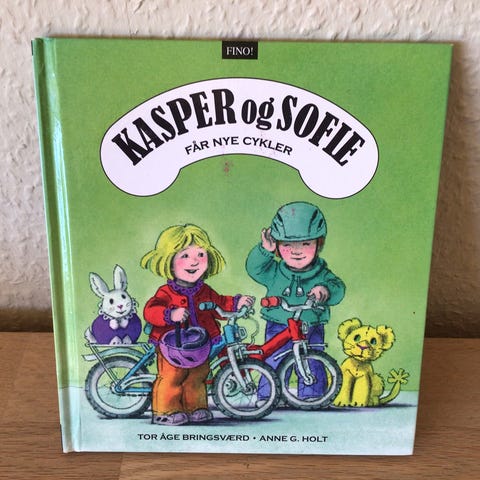 FINO!
KASPER og SOFIE
FÅR NYE CYKLER
TOR ÅGE BRINGSVÆRD • ANNE G. HOLT